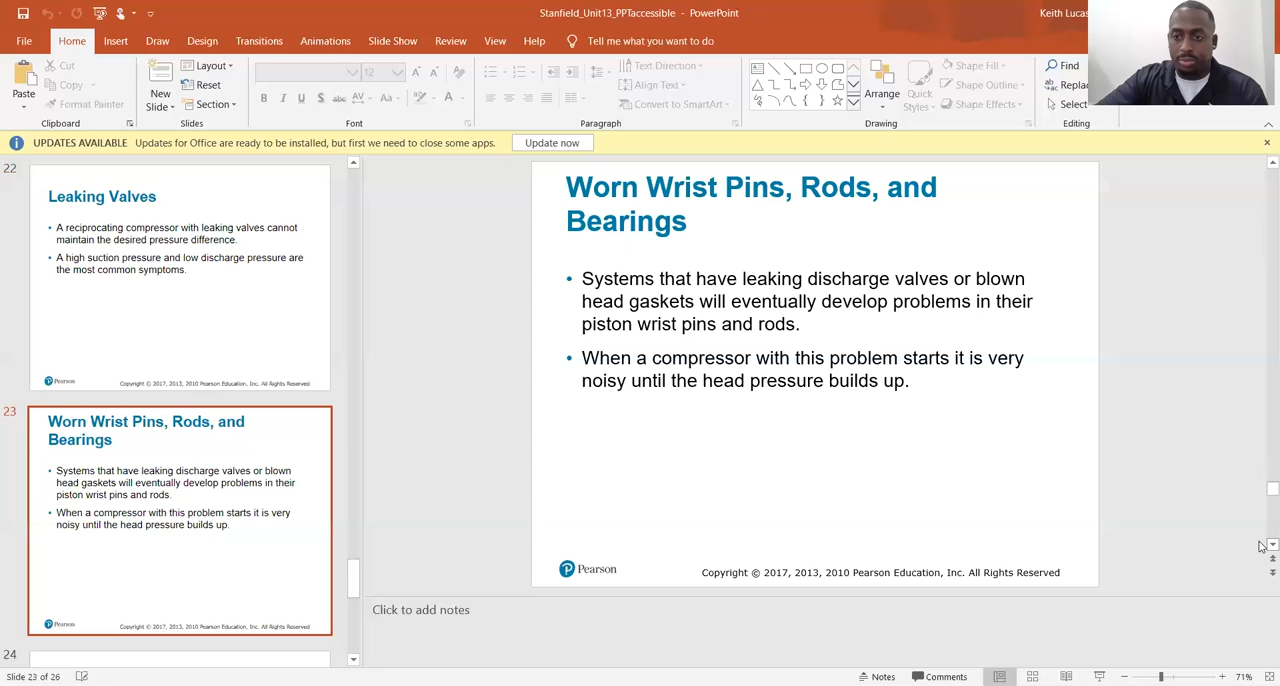 Stanfield_Unit13_PPTaccessible - PowerPoint
Keith Lucas
File Home Insert Draw Design Transitions Animations Slide Show Review View Help Tell me what you want to do
Paste
Cut
Copy
Format Painter
Clipboard
New
Slide
Layout
Reset
Section
Slides
12
B I U S abc AV Aa A
Font
Text Direction
Align Text
Convert to SmartArt
Paragraph
Arrange
Quick
Styles
Shape Fill
Shape Outline
Shape Effects
Drawing
Find
Select
Editing
UPDATES AVAILABLE Updates for Office are ready to be installed, but first we need to close some apps. Update now
22
Leaking Valves
• A reciprocating compressor with leaking valves cannot
maintain the desired pressure difference.
• A high suction pressure and low discharge pressure are
the most common symptoms.
Pearson
Copyright © 2017, 2013, 2010 Pearson Education, Inc. All Rights Reserved
23
Worn Wrist Pins, Rods, and
Bearings
• Systems that have leaking discharge valves or blown
head gaskets will eventually develop problems in their
piston wrist pins and rods.
• When a compressor with this problem starts it is very
noisy until the head pressure builds up.
Pearson
Copyright © 2017, 2013, 2010 Pearson Education, Inc. All Rights Reserved
24
Worn Wrist Pins, Rods, and
Bearings
• Systems that have leaking discharge valves or blown
head gaskets will eventually develop problems in their
piston wrist pins and rods.
• When a compressor with this problem starts it is very
noisy until the head pressure builds up.
Pearson
Copyright © 2017, 2013, 2010 Pearson Education, Inc. All Rights Reserved
Click to add notes
Slide 23 of 26
Notes
Comments
71%